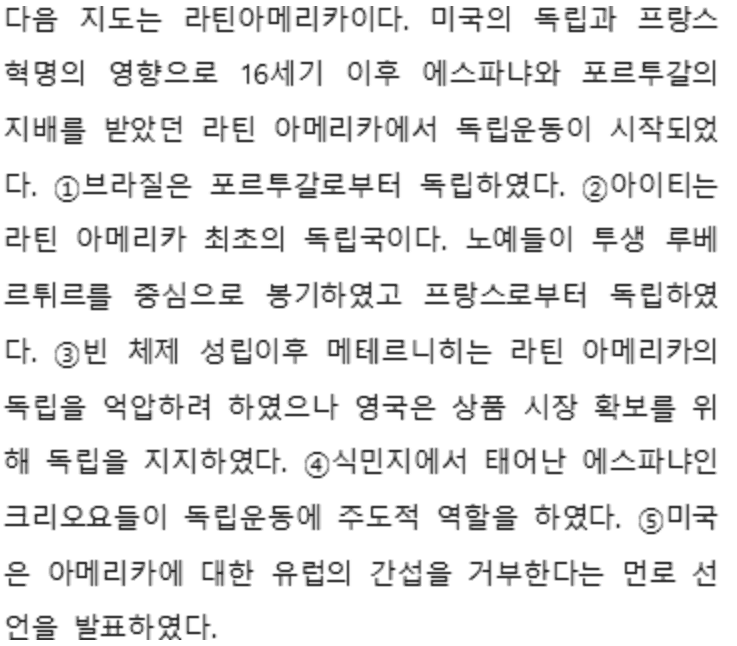 다음 지도는 라틴아메리카이다. 미국의 독립과 프랑스
혁명의 영향으로 16세기 이후 에스파냐와 포르투갈의
지배를 받았던 라틴 아메리카에서 독립운동이 시작되었
다. ①브라질은 포르투갈로부터 독립하였다. ②아이티는
라틴 아메리카 최초의 독립국이다. 노예들이 투생 루베
르튀르를 중심으로 봉기하였고 프랑스로부터 독립하였
다. ③빈 체제 성립이후 메테르니히는 라틴 아메리카의
독립을 억압하려 하였으나 영국은 상품 시장 확보를 위
해 독립을 지지하였다. ④식민지에서 태어난 에스파냐인
크리오요들이 독립운동에 주도적 역할을 하였다. ⑤미국
은 아메리카에 대한 유럽의 간섭을 거부한다는 먼로 선
언을 발표하였다.